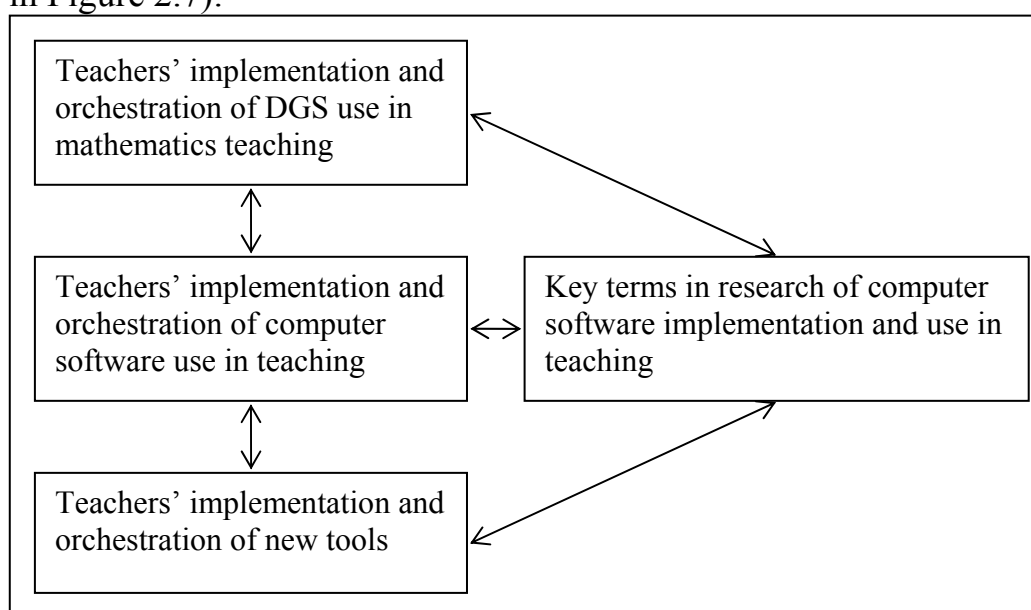 in Figure 2.7).
Teachers’ implementation and
orchestration of DGS use in
mathematics teaching
Teachers’ implementation and
orchestration of computer
software use in teaching
Key terms in research of computer
software implementation and use in
teaching
Teachers’ implementation and
orchestration of new tools